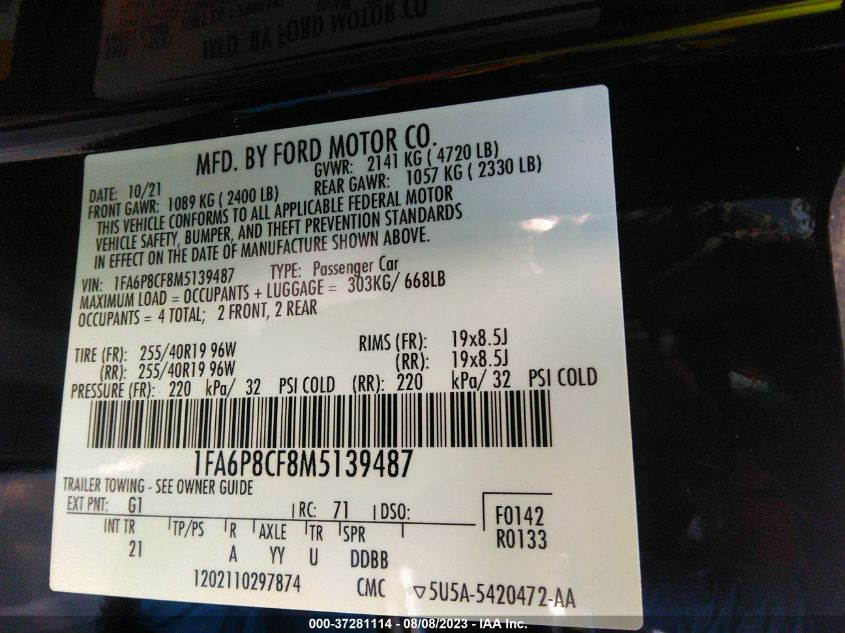 MFD. BY FORD MOTOR CO.
DATE: 10/21 GVWR: 2141 KG ( 4720 LB)
FRONT GAWR: 1089 KG ( 2400 LB) REAR GAWR: 1057 KG ( 2330 LB)
THIS VEHICLE CONFORMS TO ALL APPLICABLE FEDERAL MOTOR
VEHICLE SAFETY, BUMPER, AND THEFT PREVENTION STANDARDS
IN EFFECT ON THE DATE OF MANUFACTURE SHOWN ABOVE.
VIN: 1FA6P8CF8M5139487 TYPE: Passenger Car
MAXIMUM LOAD = OCCUPANTS + LUGGAGE = 303KG/ 668LB
OCCUPANTS = 4 TOTAL; 2 FRONT, 2 REAR
TIRE (FR): 255/40R19 96W RIMS (FR): 19x8.5J
(RR): 255/40R19 96W (RR): 19x8.5J
PRESSURE (FR): 220 kPa/ 32 PSI COLD (RR): 220 kPa/ 32 PSI COLD
1FA6P8CF8M5139487
TRAILER TOWING - SEE OWNER GUIDE
EXT PNT: G1 RC: 71 DSO: F0142
INT TR TP/PS R AXLE TR SPR R0133
21 A YY U DDBB
1202110297874 CMC ▽5U5A-5420472-AA
000-37281114 - 08/08/2023 - IAA Inc.